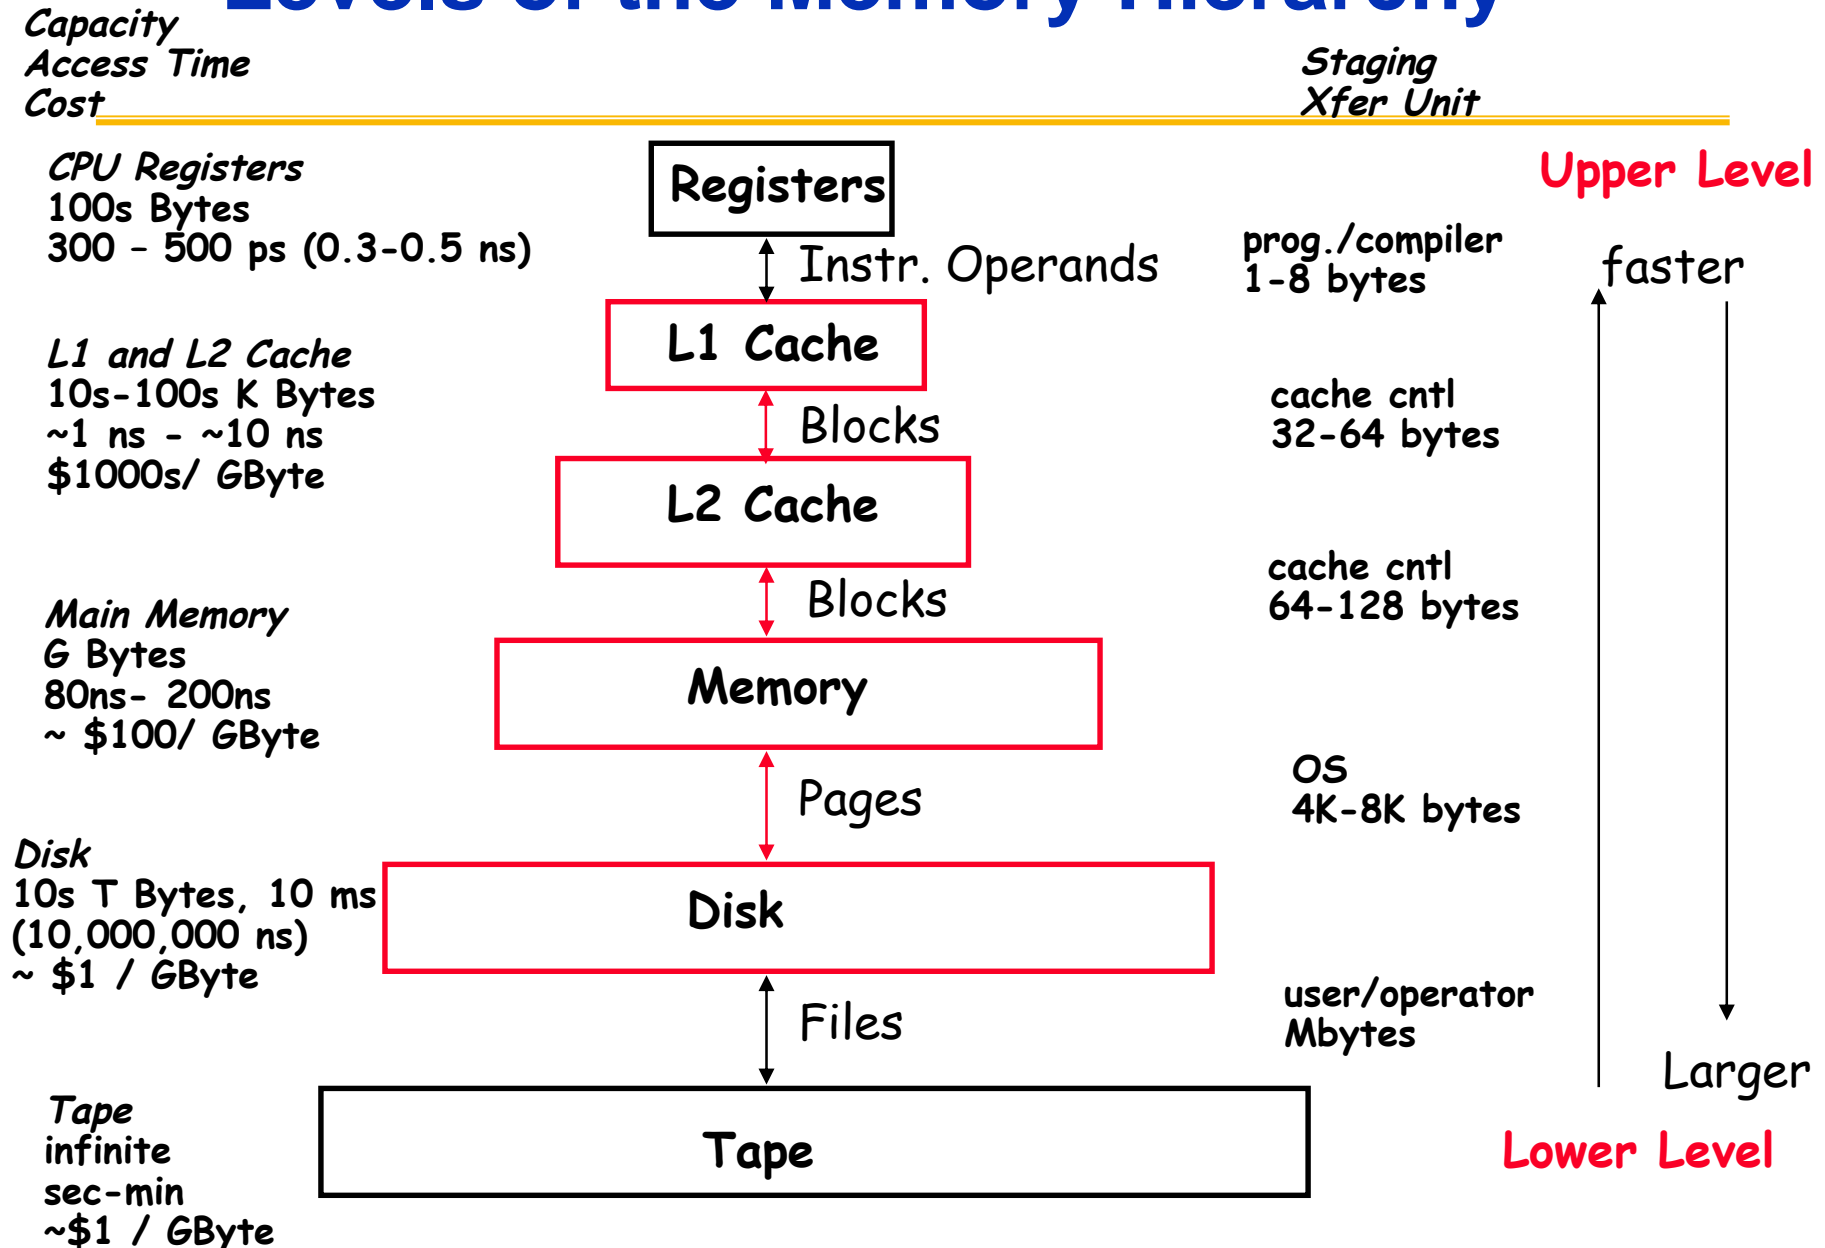 Levels of the Memory Hierarchy
Capacity
Access Time
Cost
Staging
Xfer Unit
CPU Registers
100s Bytes
300 – 500 ps (0.3-0.5 ns)
L1 and L2 Cache
10s-100s K Bytes
~1 ns - ~10 ns
$1000s/ GByte
Main Memory
G Bytes
80ns- 200ns
~ $100/ GByte
Disk
10s T Bytes, 10 ms
(10,000,000 ns)
~ $1 / GByte
Tape
infinite
sec-min
~$1 / GByte
Registers
Instr. Operands
L1 Cache
Blocks
L2 Cache
Blocks
Memory
Pages
Disk
Files
Tape
prog./compiler
1-8 bytes
cache cntl
32-64 bytes
cache cntl
64-128 bytes
OS
4K-8K bytes
user/operator
Mbytes
Upper Level
faster
Larger
Lower Level